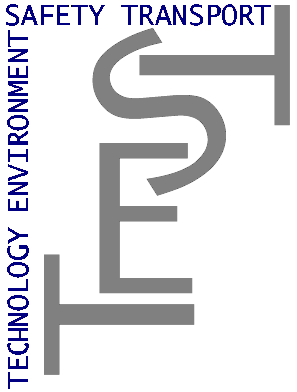 SAFETY TRANSPORT
TECHNOLOGY ENVIRONMENT
TEST